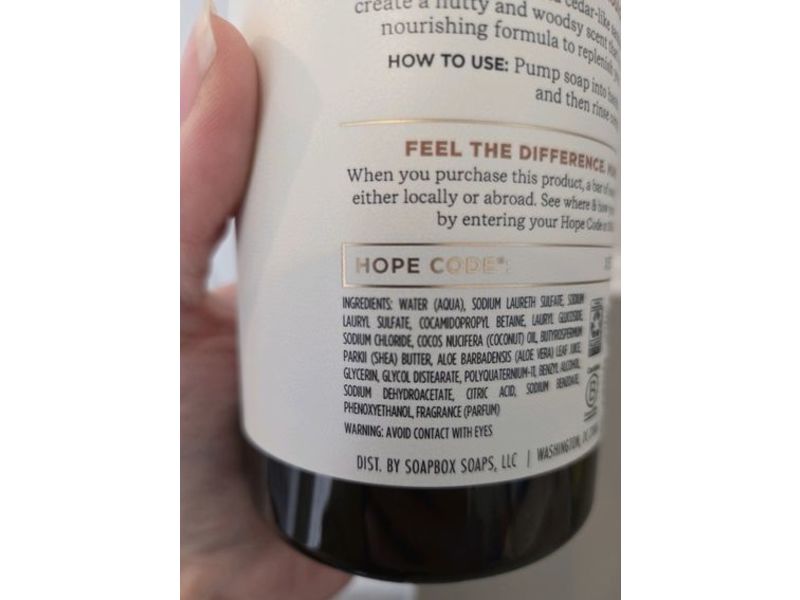 cedar-like
create a nutty and woodsy scent
nourishing formula to replenish
HOW TO USE: Pump soap into
and then rinse
FEEL THE DIFFERENCE.
When you purchase this product, a bar of
either locally or abroad. See where & how
by entering your Hope Code
HOPE CODE®:
INGREDIENTS: WATER (AQUA), SODIUM LAURETH SULFATE, SODIUM
LAURYL SULFATE, COCAMIDOPROPYL BETAINE, LAURYL GLUCOSIDE,
SODIUM CHLORIDE, COCOS NUCIFERA (COCONUT) OIL, BUTYROSPERMUM
PARKII (SHEA) BUTTER, ALOE BARBADENSIS (ALOE VERA) LEAF JUICE,
GLYCERIN, GLYCOL DISTEARATE, POLYQUATERNIUM-11, BENZYL ALCOHOL,
SODIUM DEHYDROACETATE, CITRIC ACID, SODIUM BENZOATE,
PHENOXYETHANOL, FRAGRANCE (PARFUM)
WARNING: AVOID CONTACT WITH EYES
DIST. BY SOAPBOX SOAPS, LLC | WASHINGTON, DC